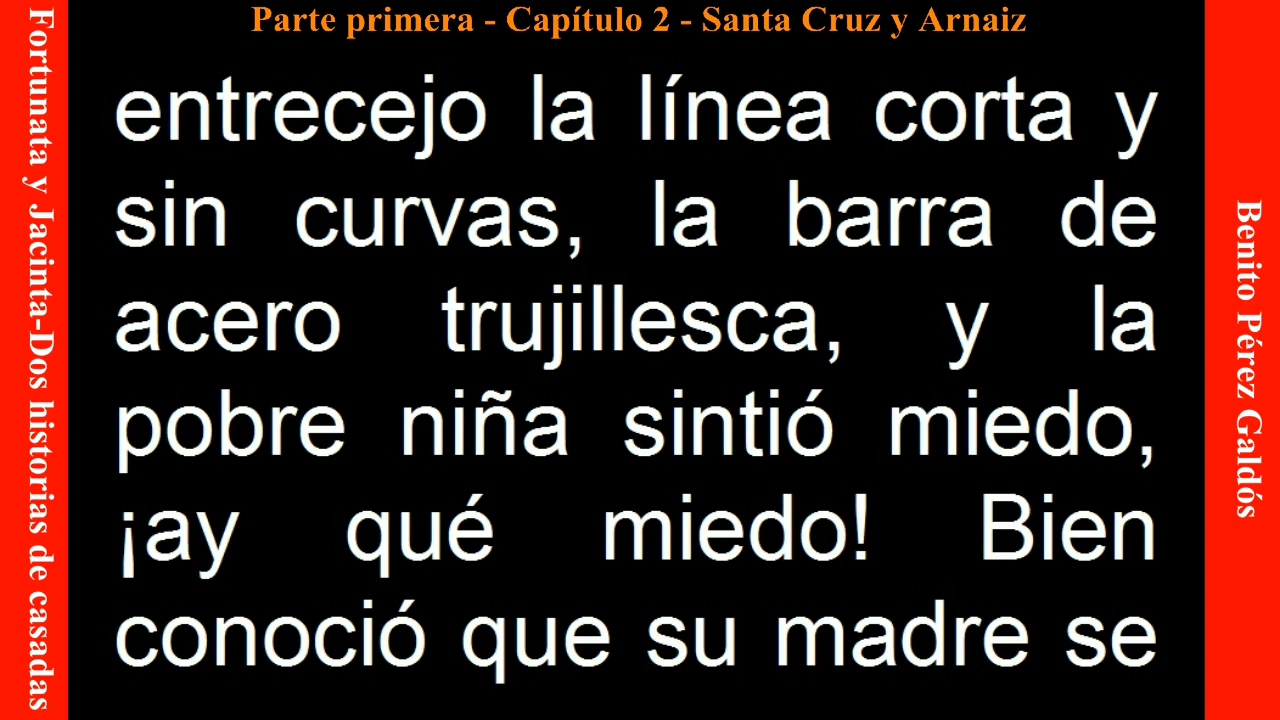 Parte primera - Capítulo 2 - Santa Cruz y Arnaiz
Fortunata y Jacinta-Dos historias de casadas
entrecejo la línea corta y
sin curvas, la barra de
acero trujillesca, y la
pobre niña sintió miedo,
¡ay qué miedo! Bien
conoció que su madre se
Benito Pérez Galdós